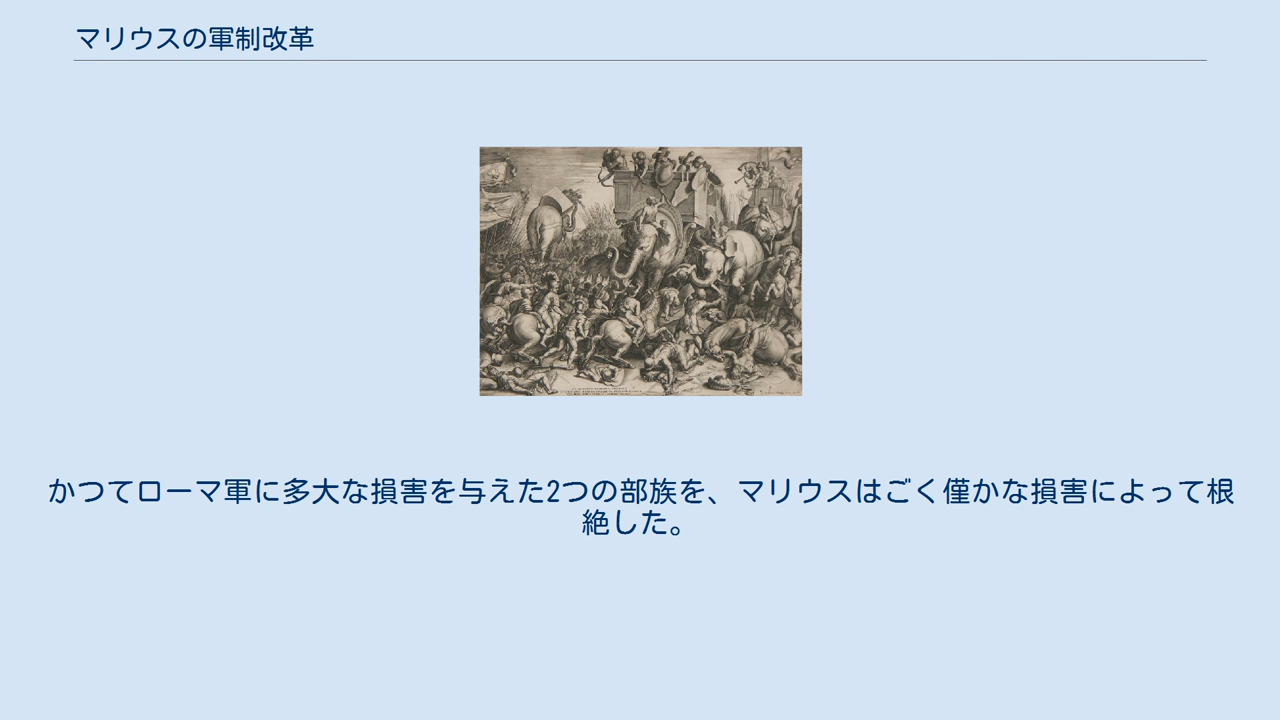 マリウスの軍制改革
かつてローマ軍に多大な損害を与えた2つの部族を、マリウスはごく僅かな損害によって根
絶した。